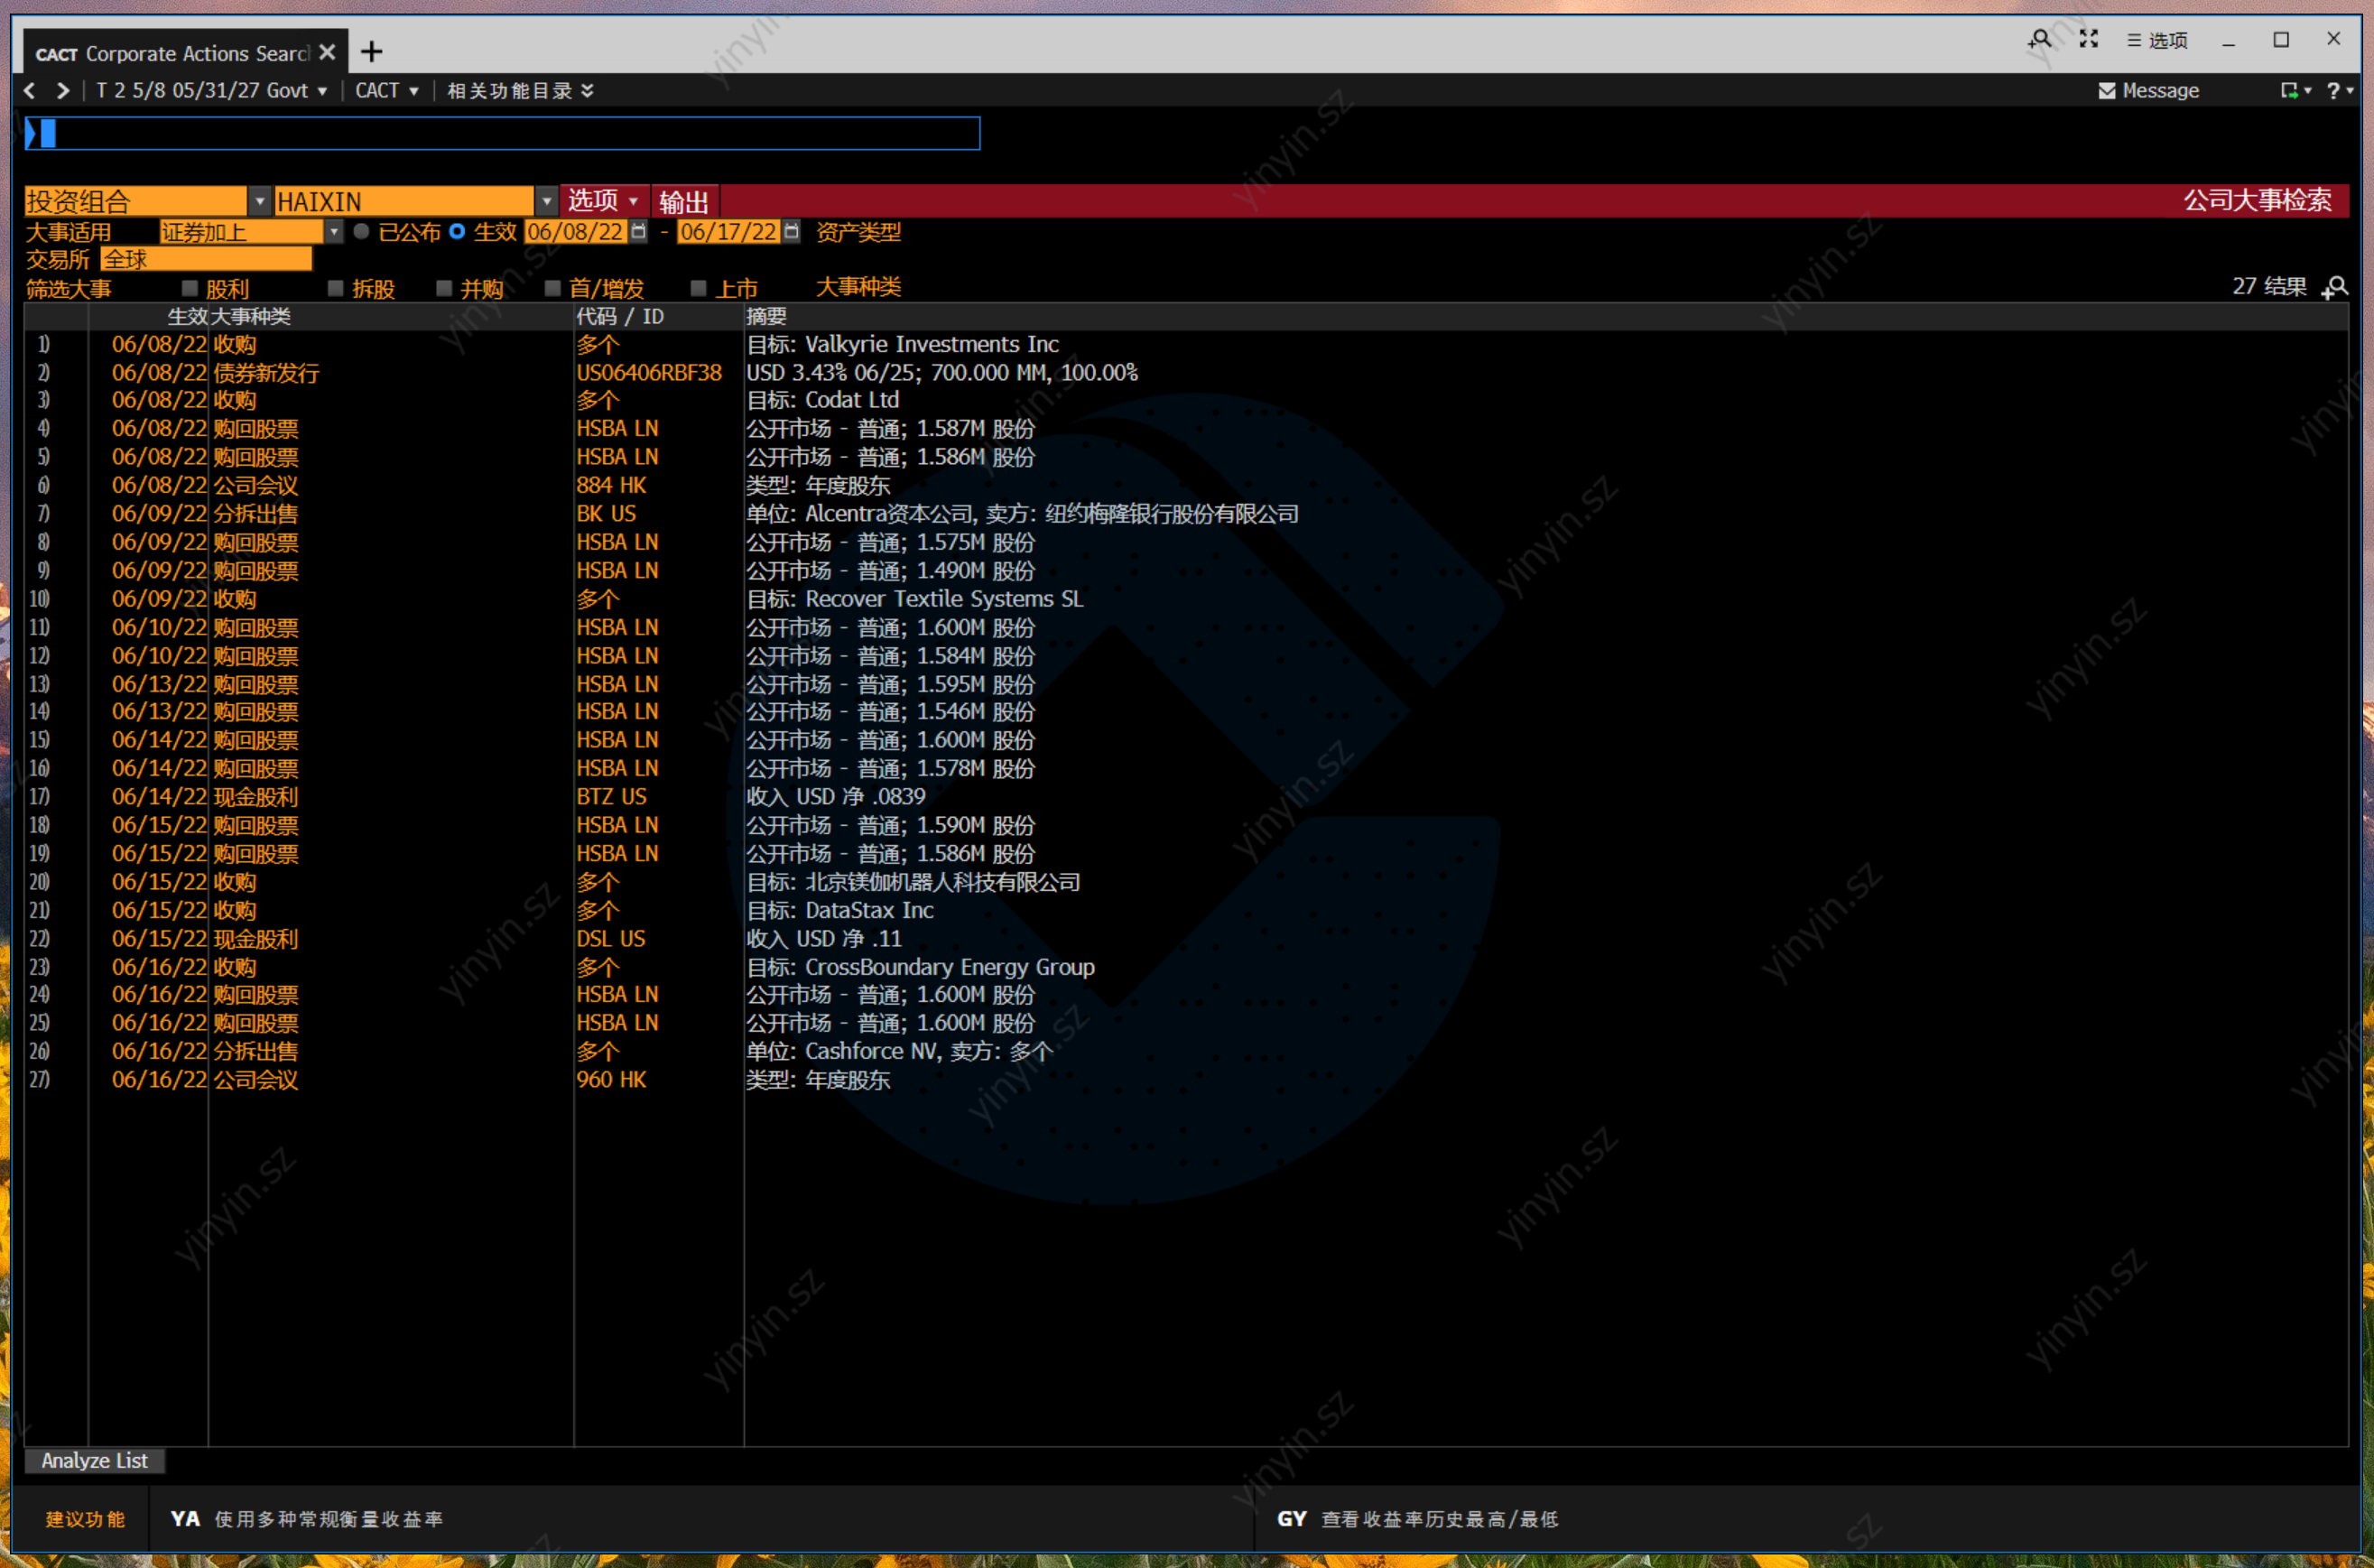 CACT Corporate Actions Searc
三 选项
T 2 5/8 05/31/27 Govt CACT 相关功能目录 Message ?
投资组合 HAIXIN 选项 输出 公司大事检索
大事适用 证券加上 已公布 生效 06/08/22 - 06/17/22 资产类型
交易所 全球
筛选大事 股利 拆股 并购 首/增发 上市 大事种类 27 结果
生效 大事种类 代码 / ID 摘要
1) 06/08/22 收购 多个 目标: Valkyrie Investments Inc
2) 06/08/22 债券新发行 US06406RBF38 USD 3.43% 06/25; 700.000 MM, 100.00%
3) 06/08/22 收购 多个 目标: Codat Ltd
4) 06/08/22 购回股票 HSBA LN 公开市场 - 普通; 1.587M 股份
5) 06/08/22 购回股票 HSBA LN 公开市场 - 普通; 1.586M 股份
6) 06/08/22 公司会议 884 HK 类型: 年度股东
7) 06/09/22 分拆出售 BK US 单位: Alcentra资本公司, 卖方: 纽约梅隆银行股份有限公司
8) 06/09/22 购回股票 HSBA LN 公开市场 - 普通; 1.575M 股份
9) 06/09/22 购回股票 HSBA LN 公开市场 - 普通; 1.490M 股份
10) 06/09/22 收购 多个 目标: Recover Textile Systems SL
11) 06/10/22 购回股票 HSBA LN 公开市场 - 普通; 1.600M 股份
12) 06/10/22 购回股票 HSBA LN 公开市场 - 普通; 1.584M 股份
13) 06/13/22 购回股票 HSBA LN 公开市场 - 普通; 1.595M 股份
14) 06/13/22 购回股票 HSBA LN 公开市场 - 普通; 1.546M 股份
15) 06/14/22 购回股票 HSBA LN 公开市场 - 普通; 1.600M 股份
16) 06/14/22 购回股票 HSBA LN 公开市场 - 普通; 1.578M 股份
17) 06/14/22 现金股利 BTZ US 收入 USD 净 .0839
18) 06/15/22 购回股票 HSBA LN 公开市场 - 普通; 1.590M 股份
19) 06/15/22 购回股票 HSBA LN 公开市场 - 普通; 1.586M 股份
20) 06/15/22 收购 多个 目标: 北京镁伽机器人科技有限公司
21) 06/15/22 收购 多个 目标: DataStax Inc
22) 06/15/22 现金股利 DSL US 收入 USD 净 .11
23) 06/16/22 收购 多个 目标: CrossBoundary Energy Group
24) 06/16/22 购回股票 HSBA LN 公开市场 - 普通; 1.600M 股份
25) 06/16/22 购回股票 HSBA LN 公开市场 - 普通; 1.600M 股份
26) 06/16/22 分拆出售 多个 单位: Cashforce NV, 卖方: 多个
27) 06/16/22 公司会议 960 HK 类型: 年度股东
Analyze List
建议功能 YA 使用多种常规衡量收益率 GY 查看收益率历史最高/最低
yinyin.sz